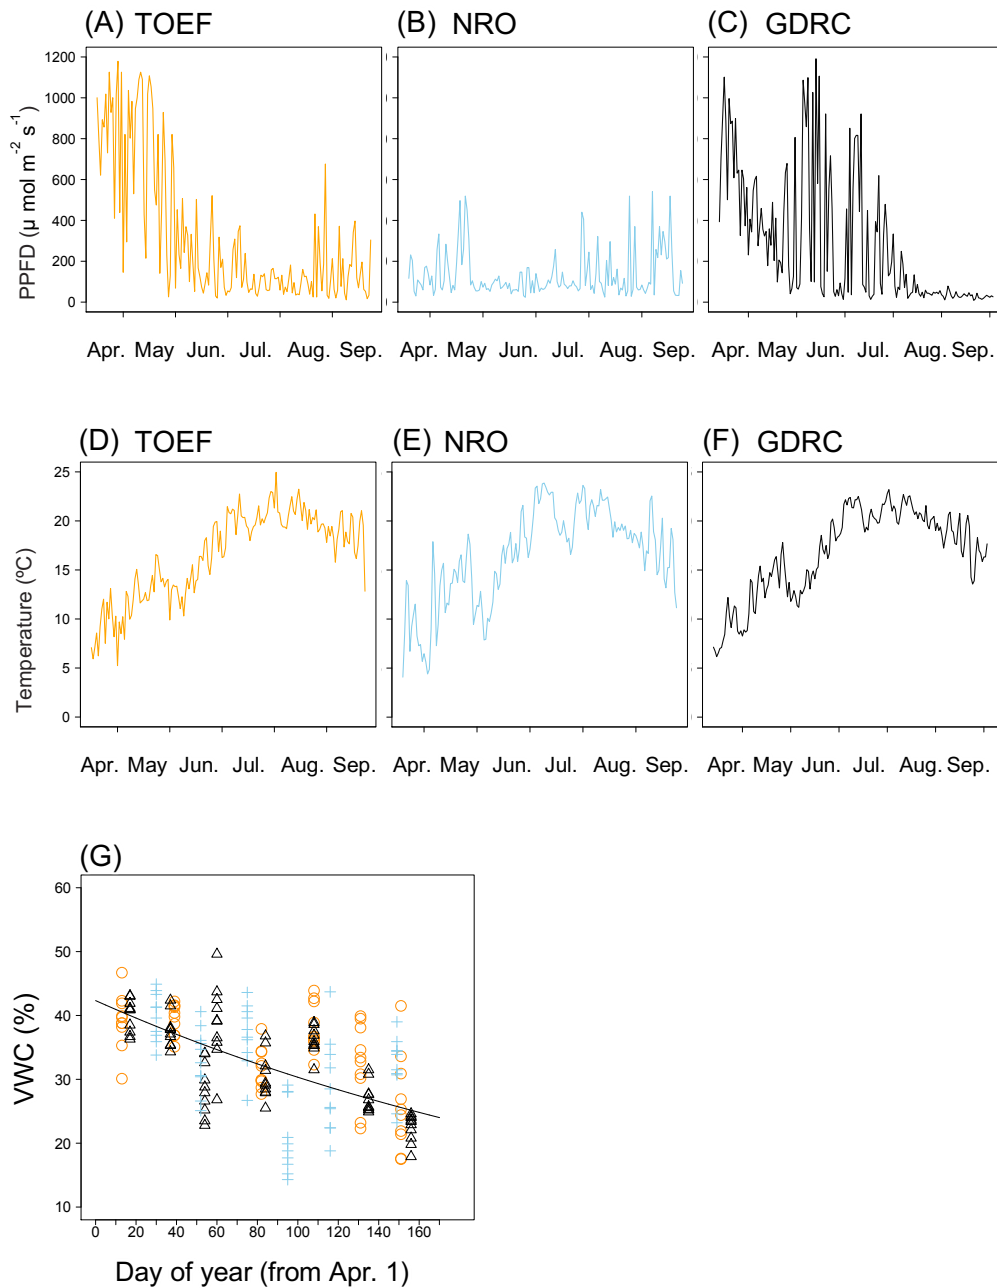 (A) TOEF (B) NRO (C) GDRC
PPFD (μ mol m⁻² s⁻¹)
1200
1000
800
600
400
200
0
Apr. May Jun. Jul. Aug. Sep. Apr. May Jun. Jul. Aug. Sep. Apr. May Jun. Jul. Aug. Sep.
(D) TOEF (E) NRO (F) GDRC
Temperature (ºC)
25
20
15
10
5
0
Apr. May Jun. Jul. Aug. Sep. Apr. May Jun. Jul. Aug. Sep. Apr. May Jun. Jul. Aug. Sep.
(G)
VWC (%)
60
50
40
30
20
10
0 20 40 60 80 100 120 140 160
Day of year (from Apr. 1)